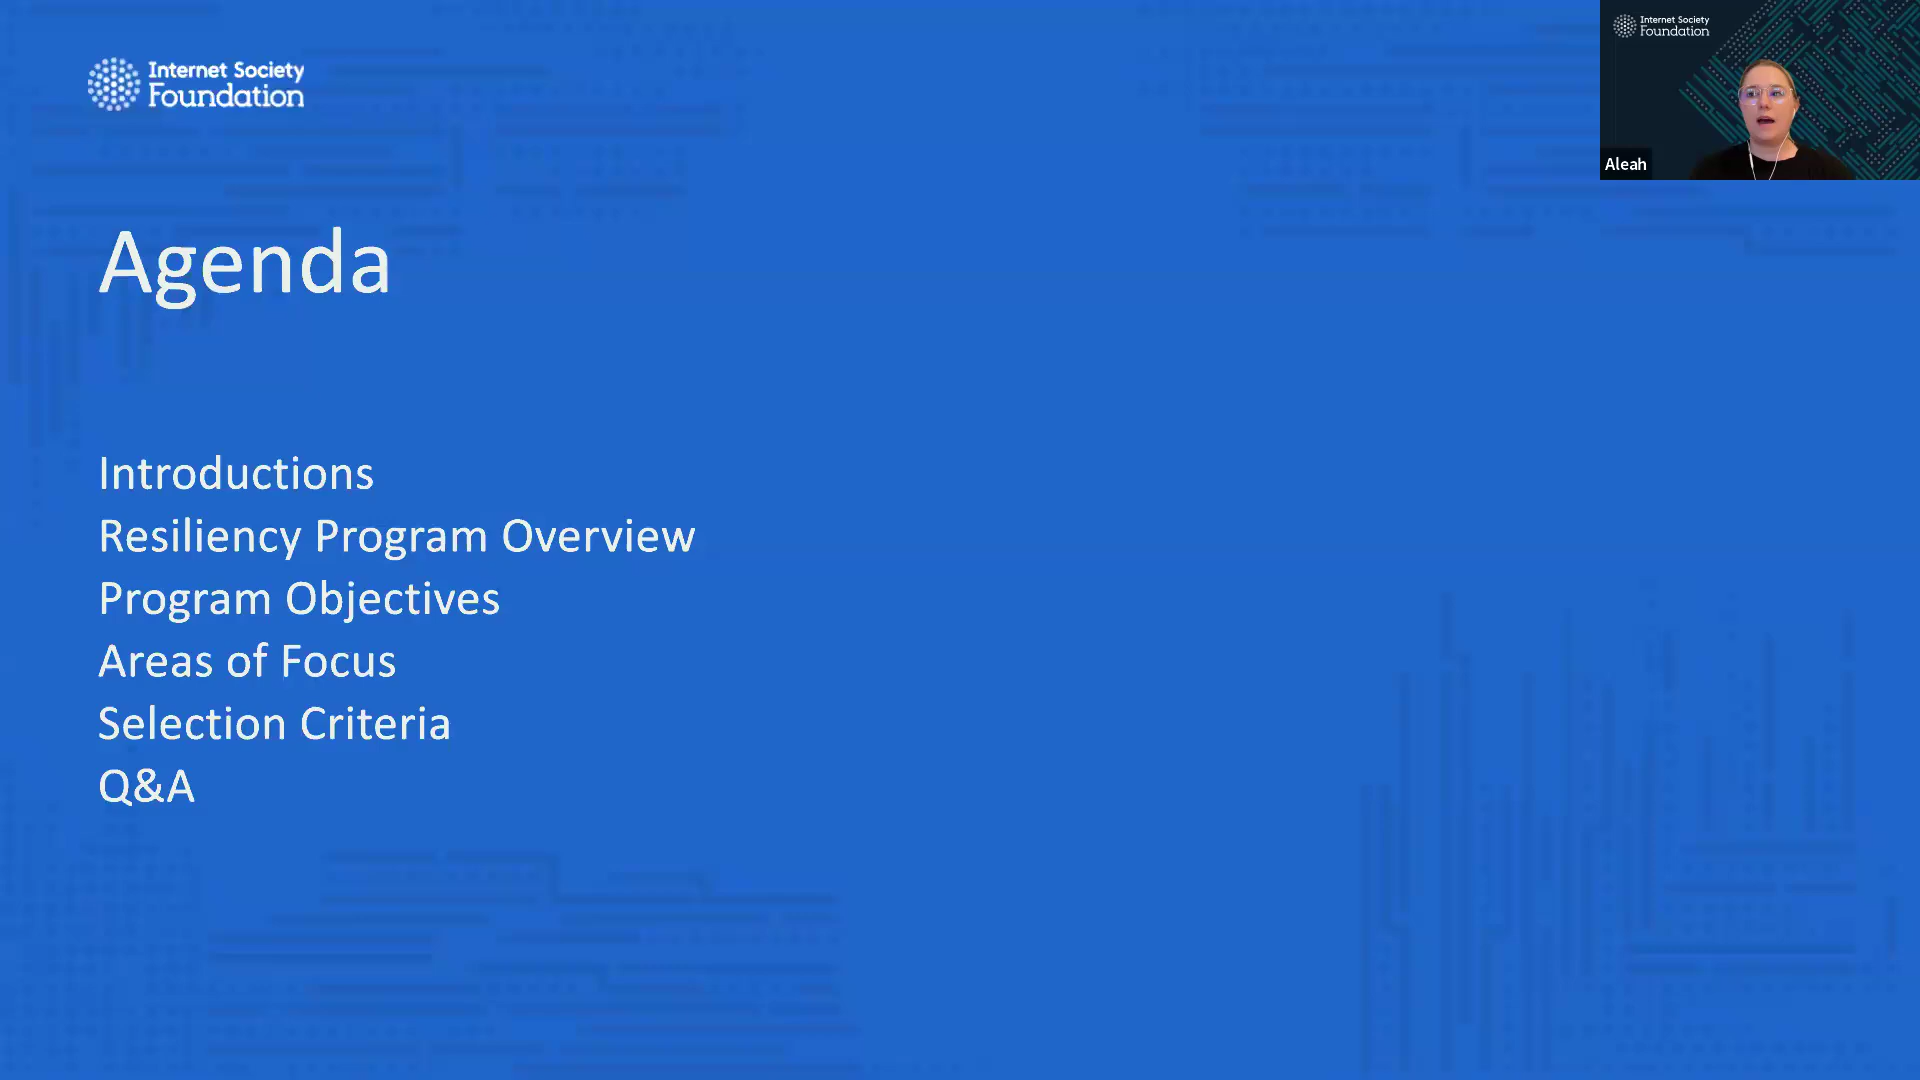 Internet Society
Foundation
Internet Society
Foundation
Aleah
Agenda
Introductions
Resiliency Program Overview
Program Objectives
Areas of Focus
Selection Criteria
Q&A